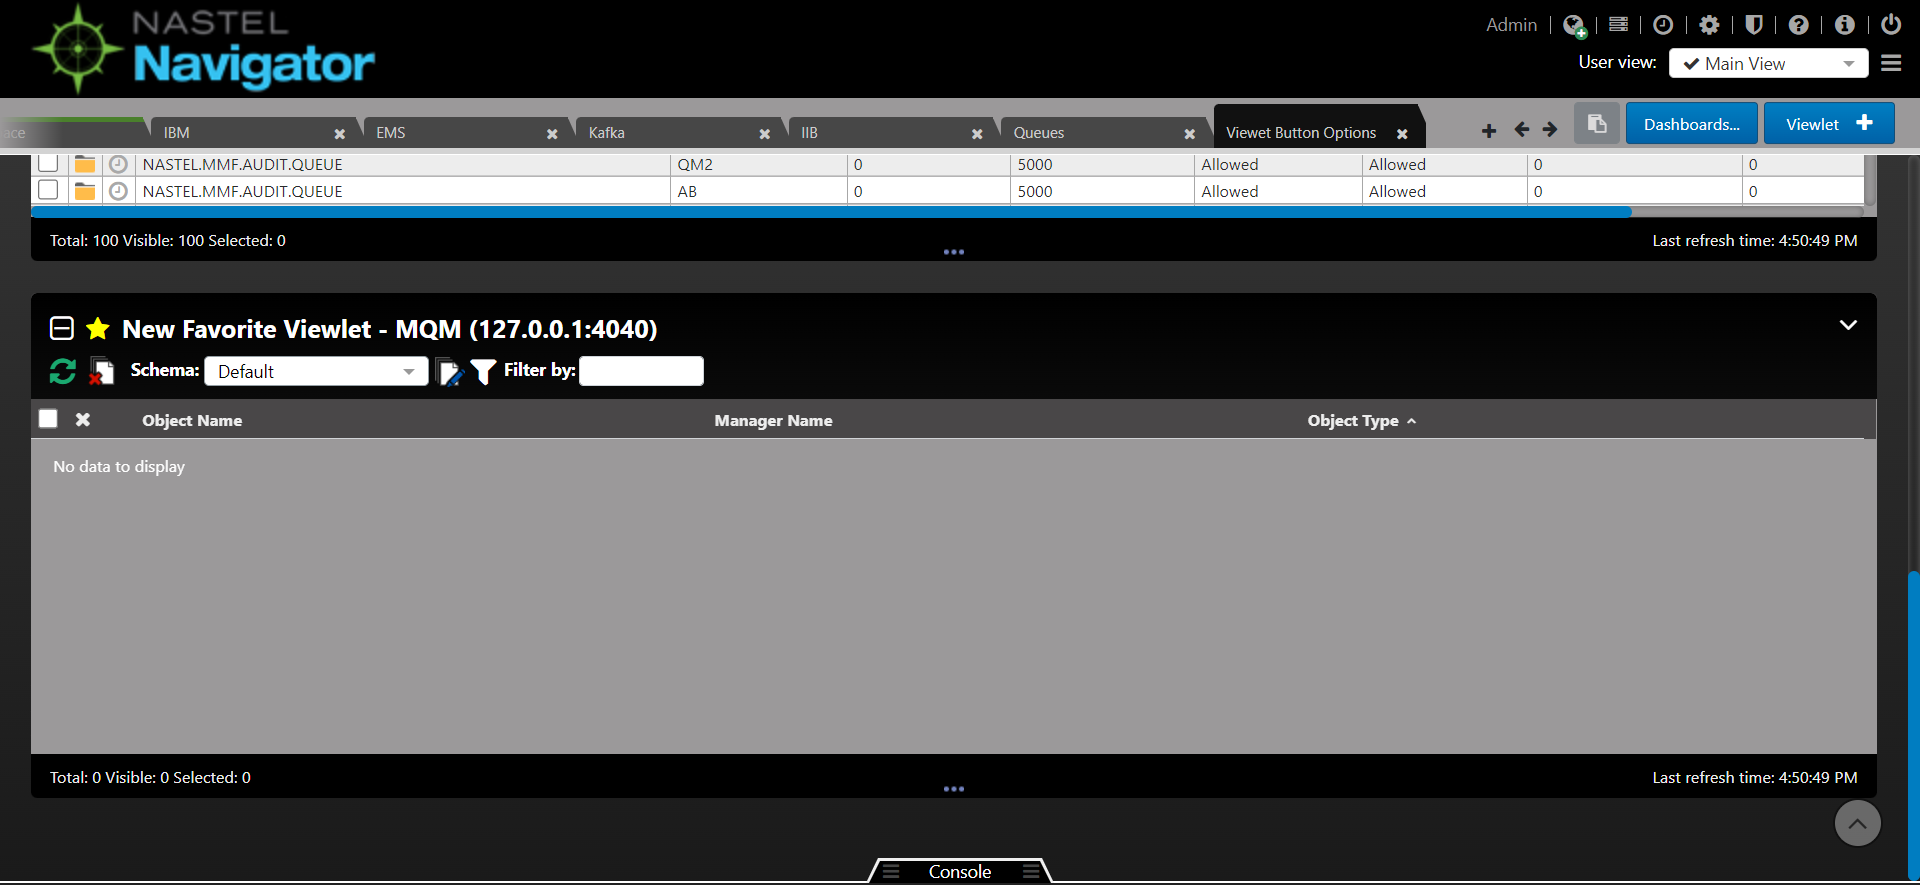 NASTEL
Navigator
Admin
User view: Main View
ace
IBM
EMS
Kafka
IIB
Queues
Viewet Button Options
Dashboards...
Viewlet
NASTEL.MMF.AUDIT.QUEUE QM2 0 5000 Allowed Allowed 0 0
NASTEL.MMF.AUDIT.QUEUE AB 0 5000 Allowed Allowed 0 0
Total: 100 Visible: 100 Selected: 0
Last refresh time: 4:50:49 PM
New Favorite Viewlet - MQM (127.0.0.1:4040)
Schema: Default Filter by:
Object Name Manager Name Object Type
No data to display
Total: 0 Visible: 0 Selected: 0
Last refresh time: 4:50:49 PM
Console